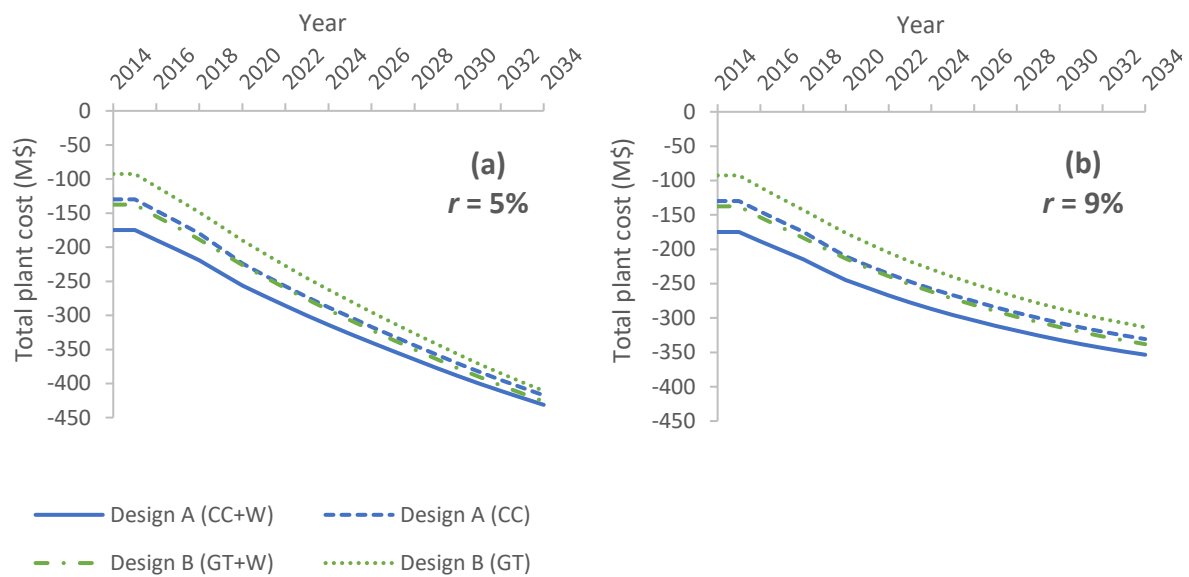 Year
2014 2016 2018 2020 2022 2024 2026 2028 2030 2032 2034
0
-50
-100
-150
-200
-250
-300
-350
-400
-450
Total plant cost (M$)
(a)
r = 5%
Year
2014 2016 2018 2020 2022 2024 2026 2028 2030 2032 2034
0
-50
-100
-150
-200
-250
-300
-350
-400
-450
Total plant cost (M$)
(b)
r = 9%
Design A (CC+W) Design A (CC)
Design B (GT+W) Design B (GT)